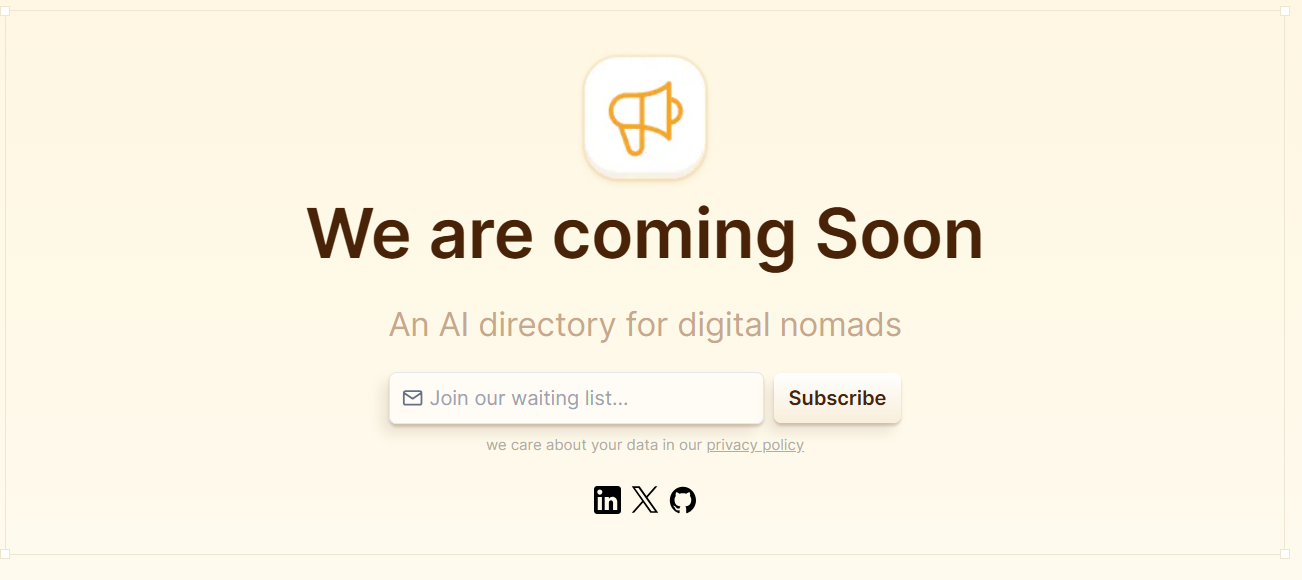 We are coming Soon
An AI directory for digital nomads
Join our waiting list...
Subscribe
we care about your data in our privacy policy
in